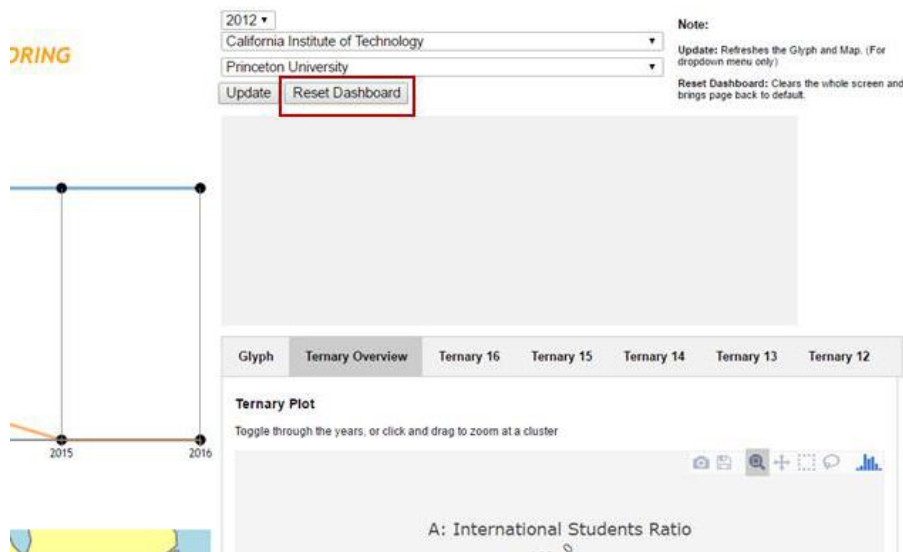 ORING
2012
California Institute of Technology
Princeton University
Update Reset Dashboard
Note:
Update: Refreshes the Glyph and Map. (For
dropdown menu only)
Reset Dashboard: Clears the whole screen and
brings page back to default.
2015 2016
Glyph Ternary Overview Ternary 16 Ternary 15 Ternary 14 Ternary 13 Ternary 12
Ternary Plot
Toggle through the years, or click and drag to zoom at a cluster
A: International Students Ratio